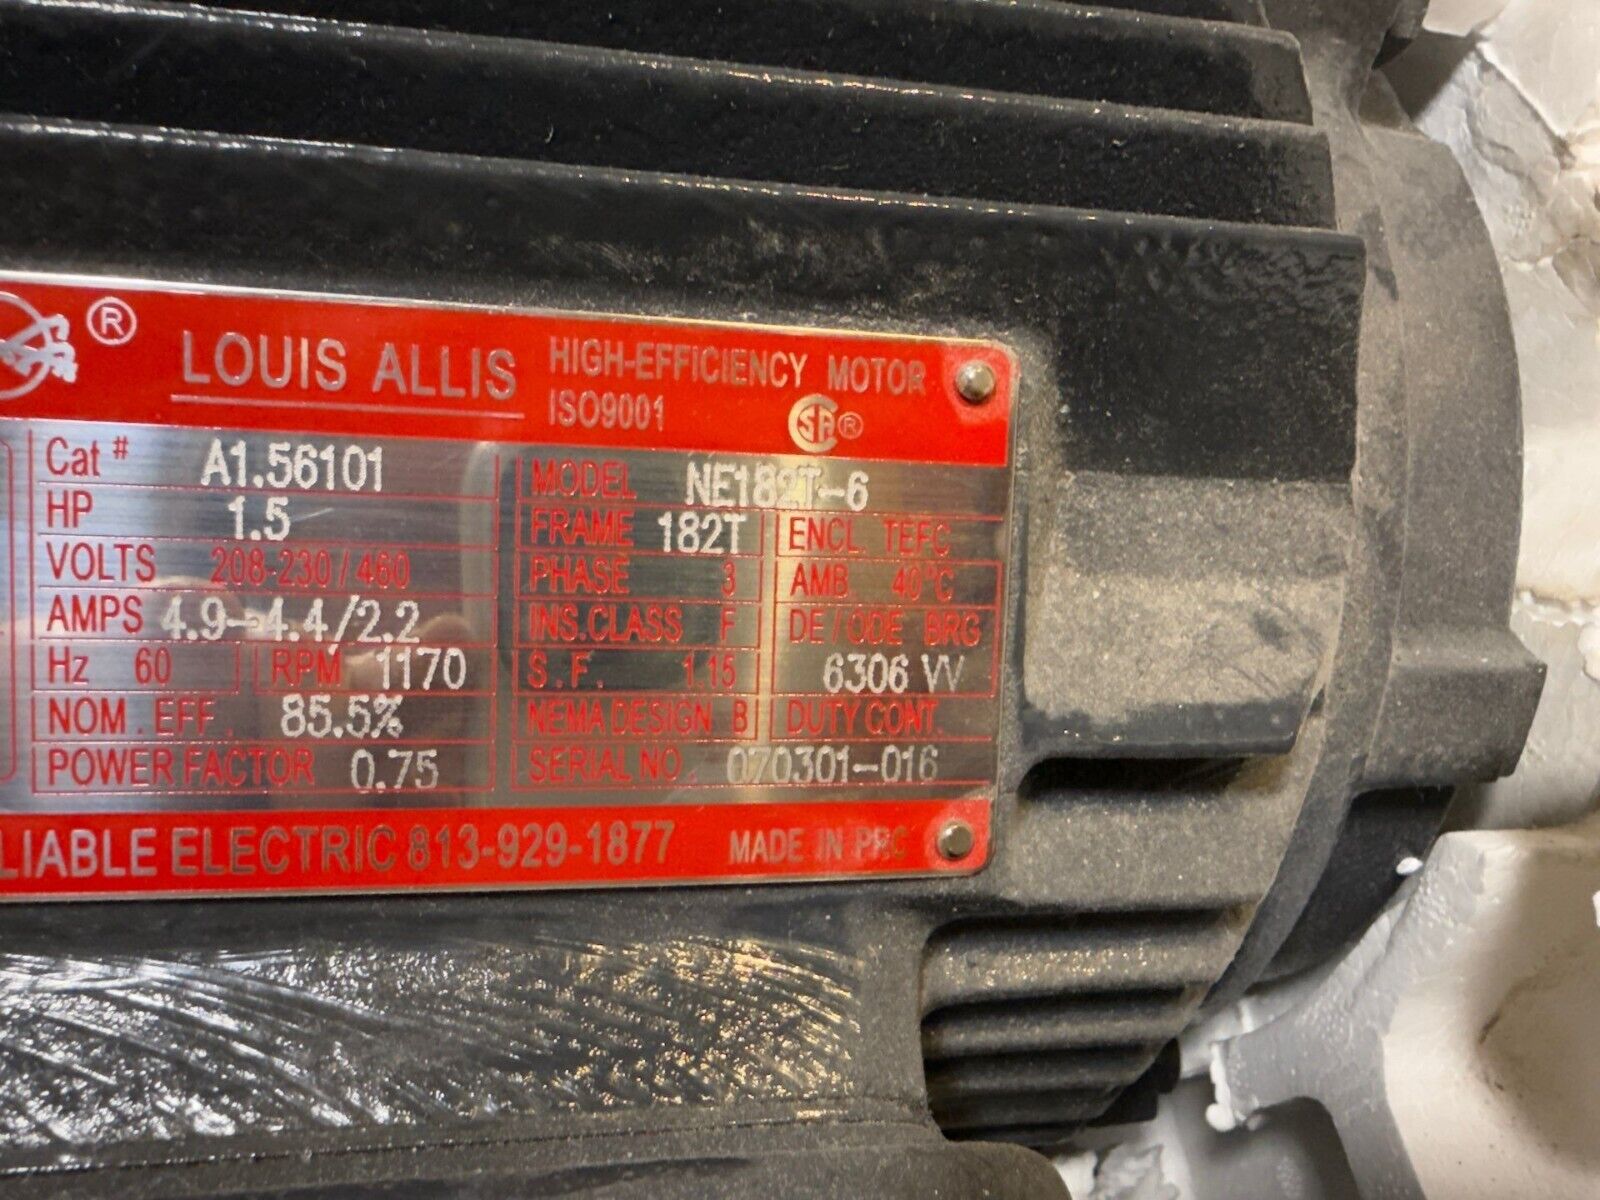 ® LOUIS ALLIS HIGH-EFFICIENCY MOTOR
ISO9001 SA ®
Cat # A1.56101
HP 1.5
VOLTS 208-230/460
AMPS 4.9-4.4/2.2
Hz 60 RPM 1170
NOM. EFF. 85.5%
POWER FACTOR 0.75
MODEL NE182T-6
FRAME 182T ENCL. TEFC
PHASE 3 AMB. 40°C
INS.CLASS F DE/ODE BRG
S.F. 1.15 6306 VV
NEMA DESIGN B DUTY CONT.
SERIAL NO. 070301-016
LIABLE ELECTRIC 813-929-1877 MADE IN PRC